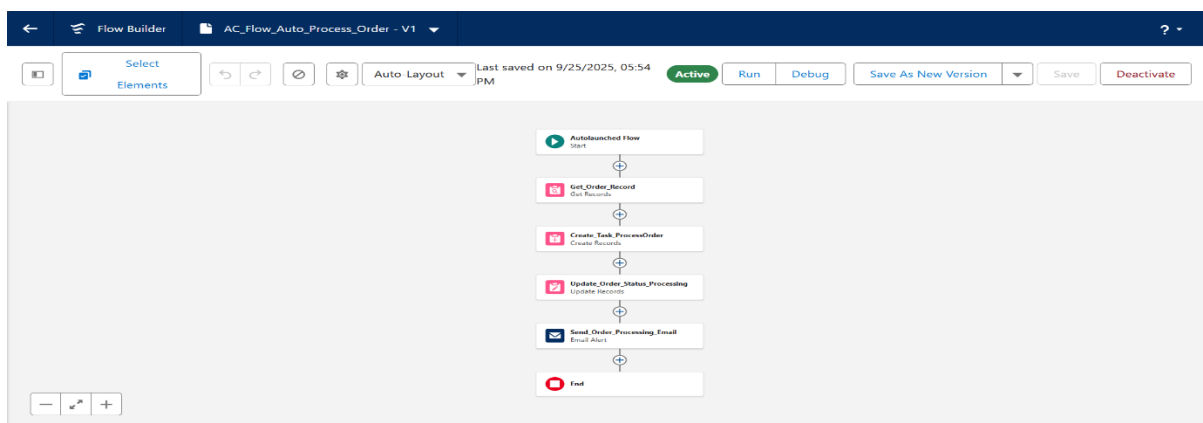 Flow Builder
AC_Flow_Auto_Process_Order - V1
? -
Select
Elements
Auto-Layout
Last saved on 9/25/2025, 05:54
PM
Active
Run
Debug
Save As New Version
Save
Deactivate
Autolaunched Flow
Start
Get_Order_Record
Get Records
Create_Task_ProcessOrder
Create Records
Update_Order_Status_Processing
Update Records
Send_Order_Processing_Email
Email Alert
End